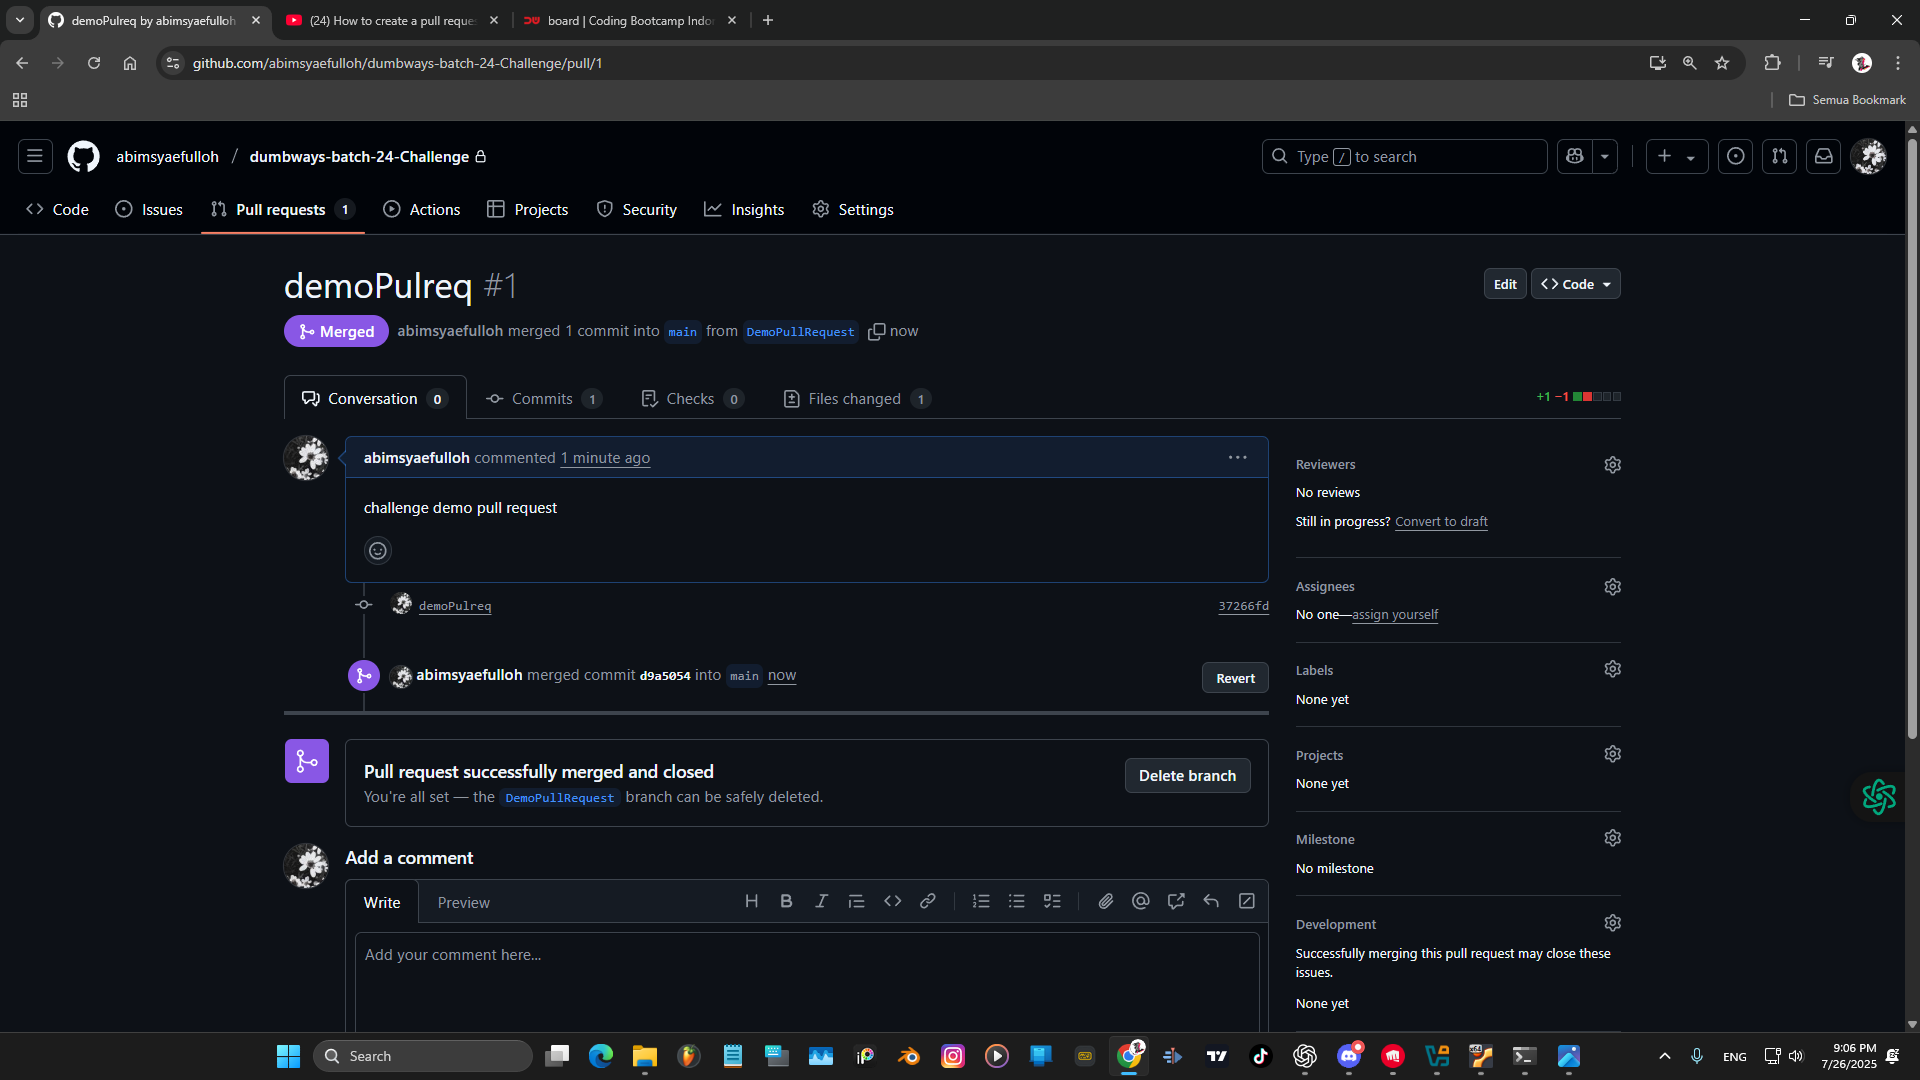 demoPulreq by abimsyaefulloh
(24) How to create a pull reques
board | Coding Bootcamp Indo
github.com/abimsyaefulloh/dumbways-batch-24-Challenge/pull/1
Semua Bookmark
abimsyaefulloh / dumbways-batch-24-Challenge
Type / to search
Code
Issues
Pull requests 1
Actions
Projects
Security
Insights
Settings
demoPulreq #1
Edit
Code
Merged
abimsyaefulloh merged 1 commit into main from DemoPullRequest now
Conversation 0
Commits 1
Checks 0
Files changed 1
+1 −1
abimsyaefulloh commented 1 minute ago
challenge demo pull request
demoPulreq
37266fd
abimsyaefulloh merged commit d9a5054 into main now
Revert
Pull request successfully merged and closed
You're all set — the DemoPullRequest branch can be safely deleted.
Delete branch
Add a comment
Write
Preview
Add your comment here...
Reviewers
No reviews
Still in progress? Convert to draft
Assignees
No one—assign yourself
Labels
None yet
Projects
None yet
Milestone
No milestone
Development
Successfully merging this pull request may close these
issues.
None yet
Search
ENG
9:06 PM
7/26/2025